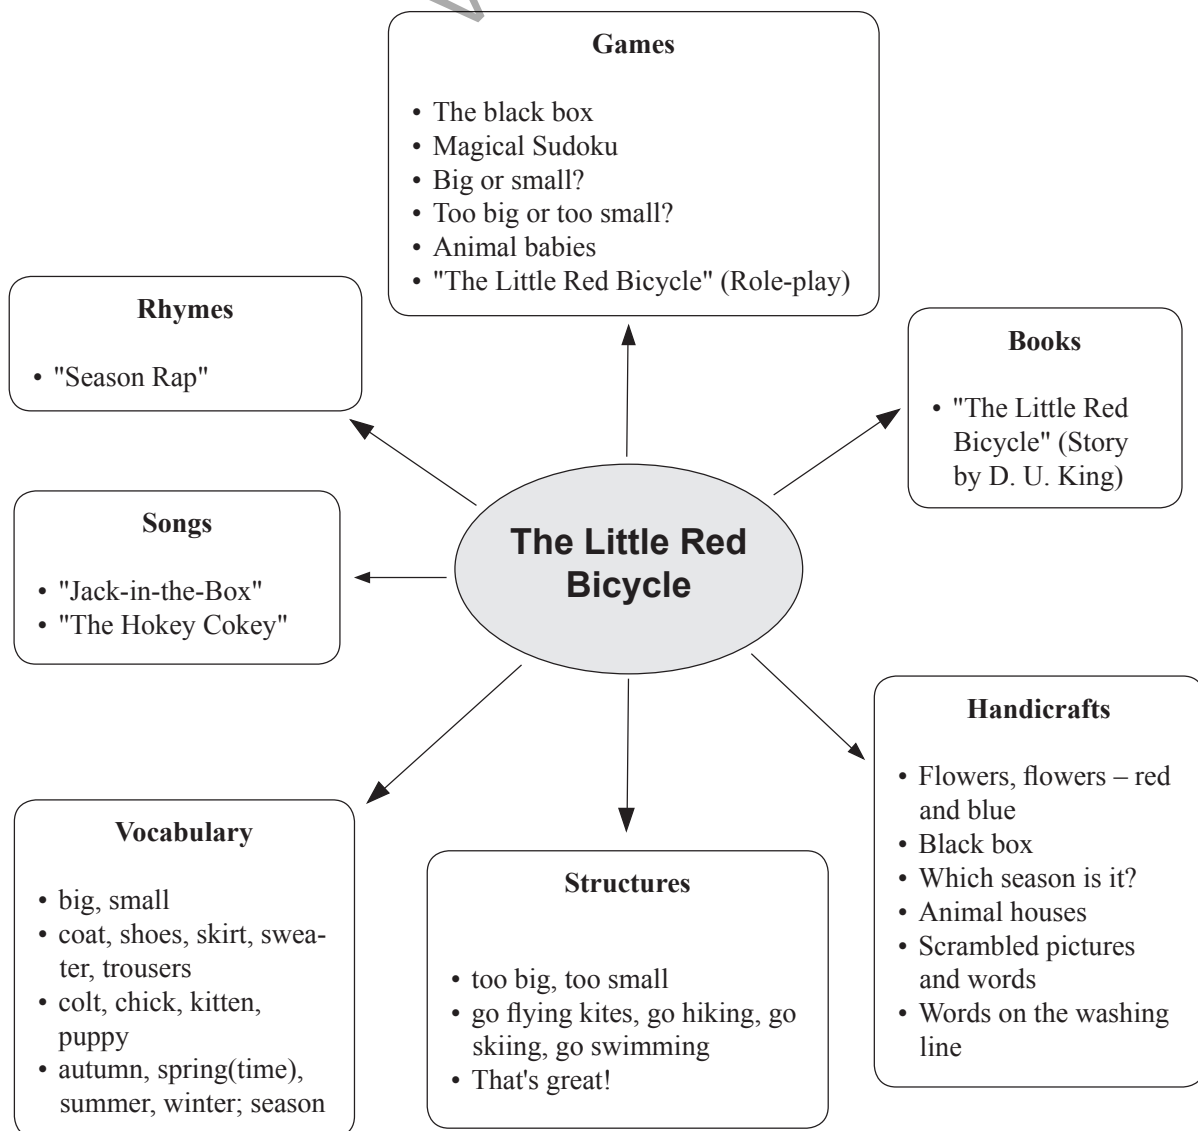 Games
• The black box
• Magical Sudoku
• Big or small?
• Too big or too small?
• Animal babies
• "The Little Red Bicycle" (Role-play)
Rhymes
• "Season Rap"
Books
• "The Little Red
Bicycle" (Story
by D. U. King)
Songs
• "Jack-in-the-Box"
• "The Hokey Cokey"
The Little Red
Bicycle
Handicrafts
• Flowers, flowers – red
and blue
• Black box
• Which season is it?
• Animal houses
• Scrambled pictures
and words
• Words on the washing
line
Vocabulary
• big, small
• coat, shoes, skirt, swea-
ter, trousers
• colt, chick, kitten,
puppy
• autumn, spring(time),
summer, winter; season
Structures
• too big, too small
• go flying kites, go hiking, go
skiing, go swimming
• That's great!